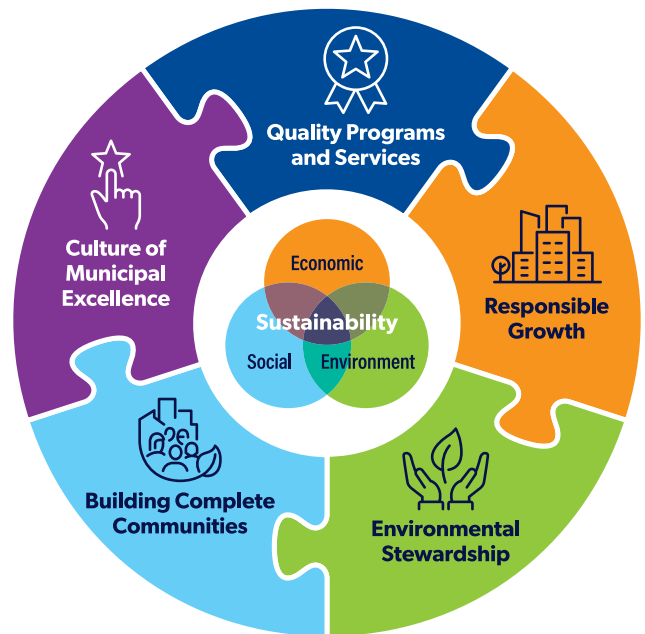 Quality Programs
and Services
Culture of
Municipal
Excellence
Responsible
Growth
Economic
Sustainability
Social
Environment
Building Complete
Communities
Environmental
Stewardship